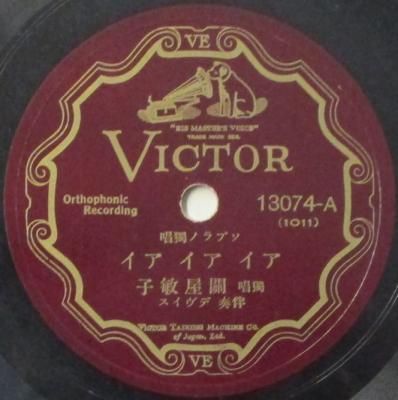 VE
"HIS MASTER'S VOICE"
TRADE MARK REG.
VICTOR
Orthophonic
Recording
13074-A
(1011)
ソプラノ獨唱
アイ アイ アイ
獨唱 關屋敏子
伴奏 デヴイス
VICTOR TALKING MACHINE CO.
of Japan, Ltd.
VE